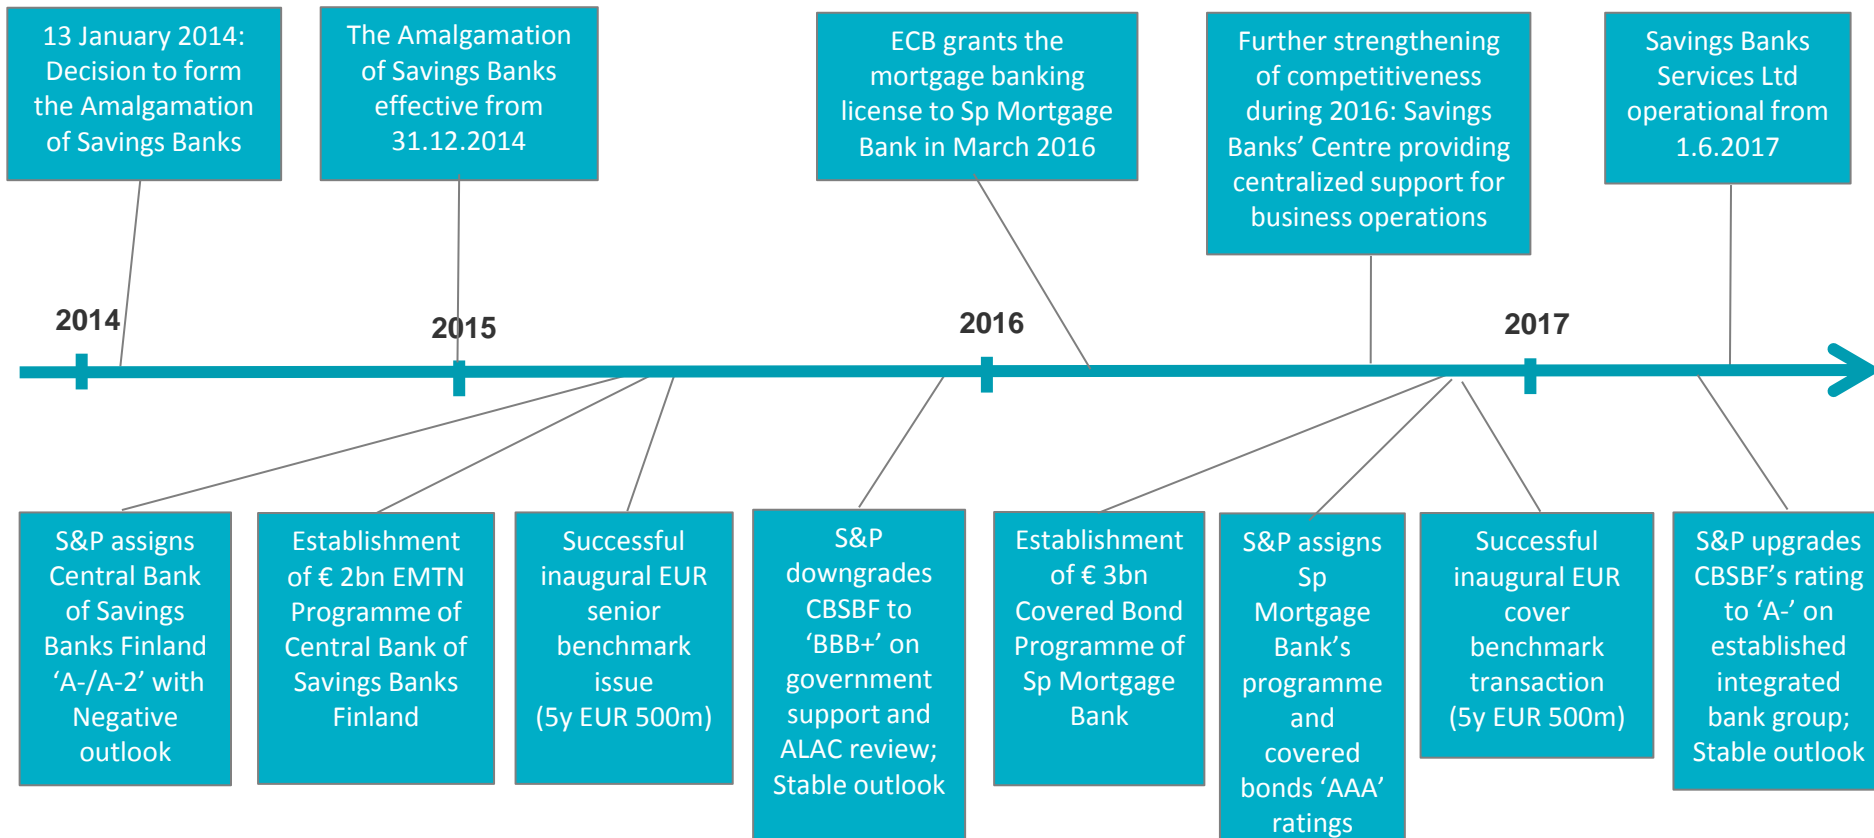 13 January 2014:
Decision to form
the Amalgamation
of Savings Banks
The Amalgamation
of Savings Banks
effective from
31.12.2014
ECB grants the
mortgage banking
license to Sp Mortgage
Bank in March 2016
Further strengthening
of competitiveness
during 2016: Savings
Banks’ Centre providing
centralized support for
business operations
Savings Banks
Services Ltd
operational from
1.6.2017
2014
2015
2016
2017
S&P assigns
Central Bank
of Savings
Banks Finland
‘A-/A-2’ with
Negative
outlook
Establishment
of € 2bn EMTN
Programme of
Central Bank of
Savings Banks
Finland
Successful
inaugural EUR
senior
benchmark
issue
(5y EUR 500m)
S&P
downgrades
CBSBF to
‘BBB+’ on
government
support and
ALAC review;
Stable outlook
Establishment
of € 3bn
Covered Bond
Programme of
Sp Mortgage
Bank
S&P assigns
Sp
Mortgage
Bank’s
programme
and
covered
bonds ‘AAA’
ratings
Successful
inaugural EUR
cover
benchmark
transaction
(5y EUR 500m)
S&P upgrades
CBSBF’s rating
to ‘A-’ on
established
integrated
bank group;
Stable outlook